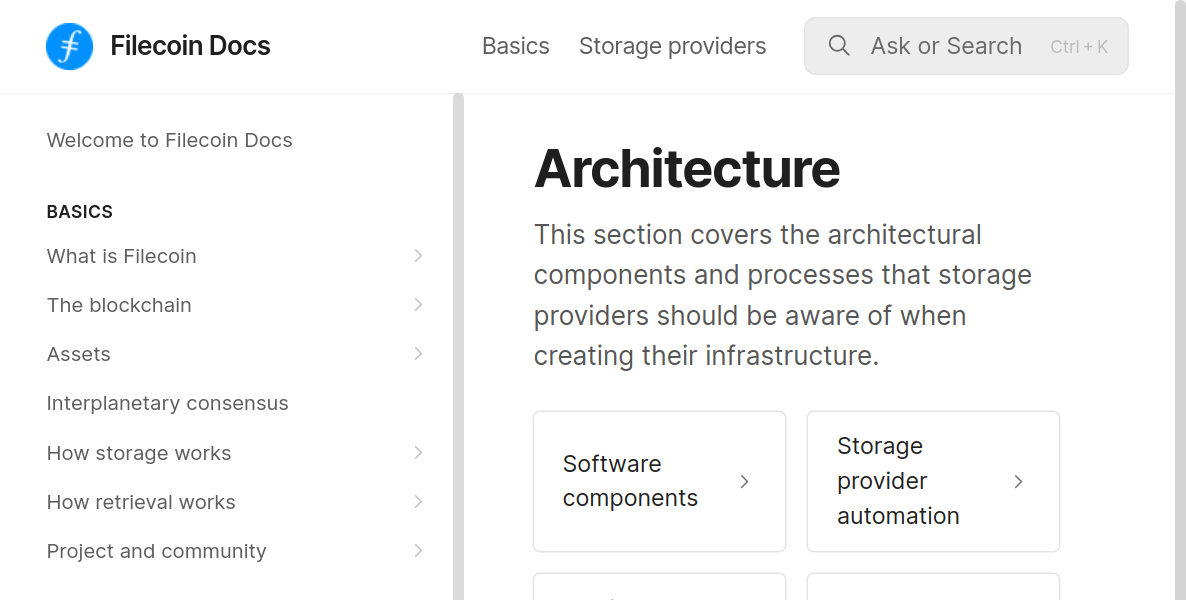 Filecoin Docs
Basics
Storage providers
Ask or Search
Ctrl + K
Welcome to Filecoin Docs
BASICS
What is Filecoin
The blockchain
Assets
Interplanetary consensus
How storage works
How retrieval works
Project and community
Architecture
This section covers the architectural
components and processes that storage
providers should be aware of when
creating their infrastructure.
Software
components
Storage
provider
automation